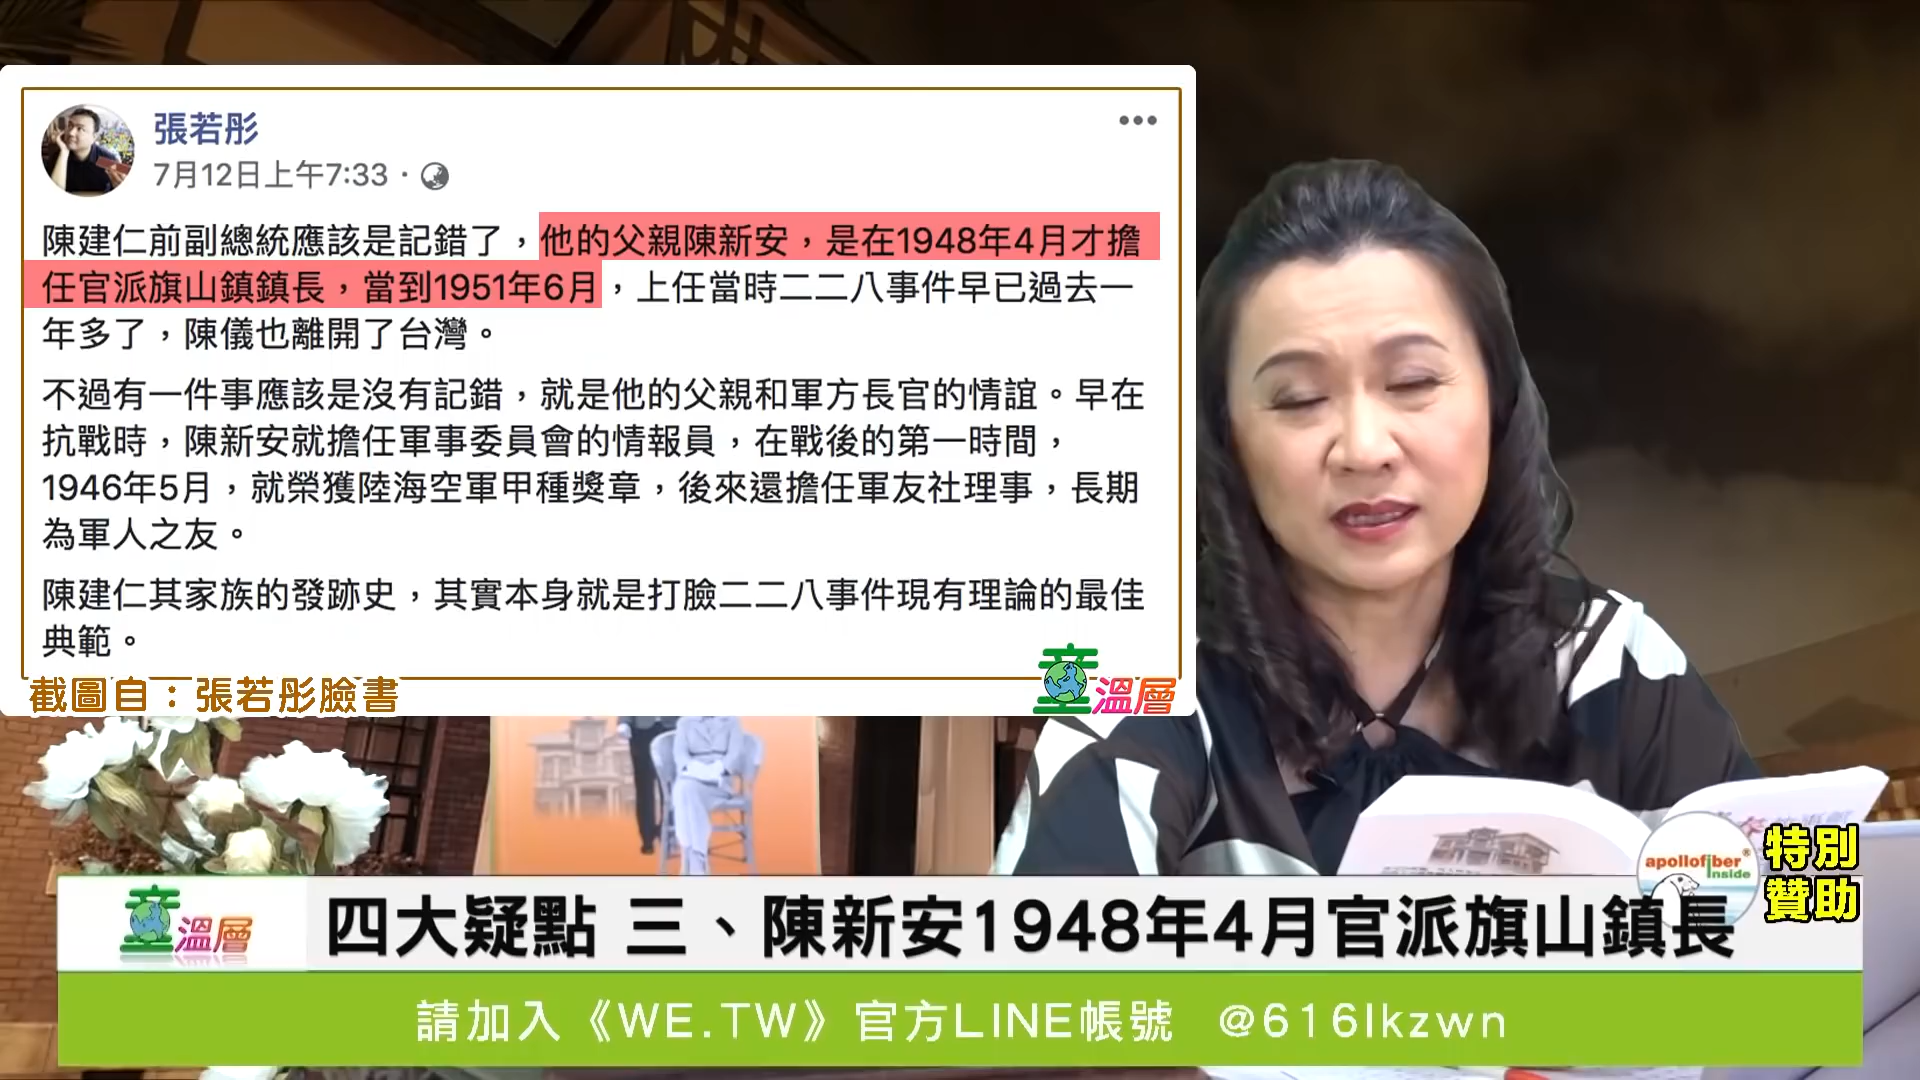 張若彤
7月12日上午7:33
陳建仁前副總統應該是記錯了，他的父親陳新安，是在1948年4月才擔
任官派旗山鎮鎮長，當到1951年6月，上任當時二二八事件早已過去一
年多了，陳儀也離開了台灣。
不過有一件事應該是沒有記錯，就是他的父親和軍方長官的情誼。早在
抗戰時，陳新安就擔任軍事委員會的情報員，在戰後的第一時間，
1946年5月，就榮獲陸海空軍甲種獎章，後來還擔任軍友社理事，長期
為軍人之友。
陳建仁其家族的發跡史，其實本身就是打臉二二八事件現有理論的最佳
典範。
童溫層
截圖自：張若彤臉書
apollofiber®
inside
特別
贊助
童溫層
四大疑點 三、陳新安1948年4月官派旗山鎮長
請加入《WE.TW》官方LINE帳號 @616lkzwn